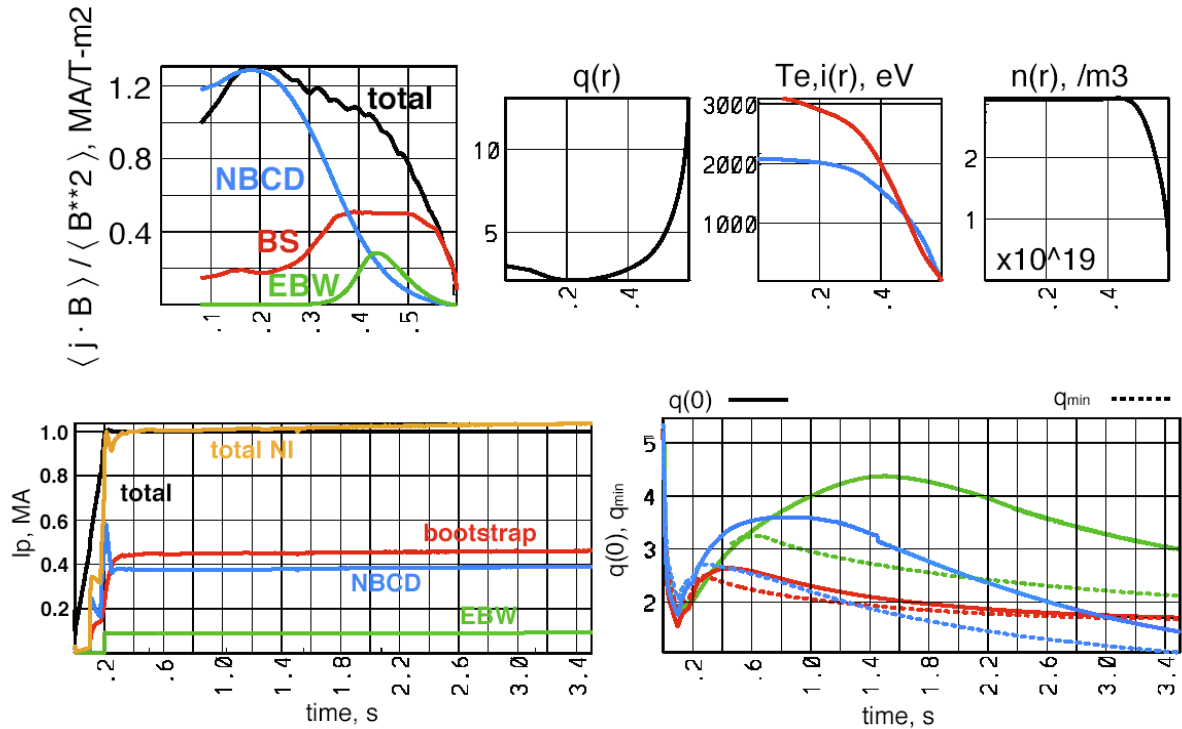 ⟨ j · B ⟩ / ⟨ B**2 ⟩, MA/T-m2
1.2
0.8
0.4
total
NBCD
BS
EBW
.1 .2 .3 .4 .5
q(r)
10
5
.2 .4
Te,i(r), eV
3000
2000
1000
.2 .4
n(r), /m3
2
1
x10^19
.2 .4
Ip, MA
1.0
0.8
0.6
0.4
0.2
total NI
total
bootstrap
NBCD
EBW
.2 .6 1.0 1.8 2.2 2.6 3.0 3.4
time, s
q(0)
qmin
q(0), qmin
5
4
3
2
.2 .6 1.0 1.4 1.8 2.2 2.6 3.0 3.4
time, s